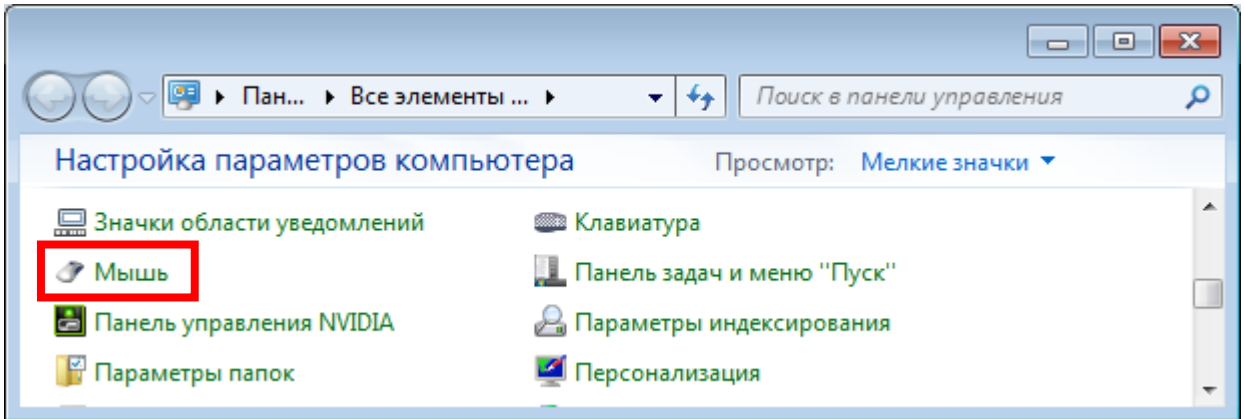 Пан... Все элементы ... Поиск в панели управления
Настройка параметров компьютера Просмотр: Мелкие значки
Значки области уведомлений Клавиатура
Мышь Панель задач и меню ''Пуск''
Панель управления NVIDIA Параметры индексирования
Параметры папок Персонализация